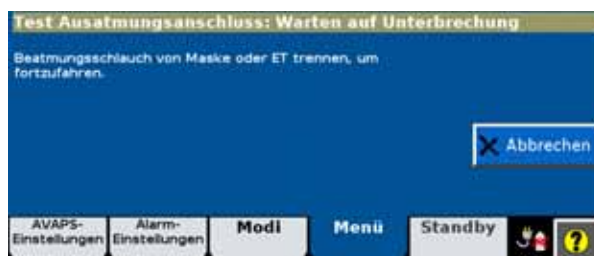 Test Ausatmungsanschluss: Warten auf Unterbrechung
Beatmungsschlauch von Maske oder ET trennen, um
fortzufahren.
Abbrechen
AVAPS-
Einstellungen
Alarm-
Einstellungen
Modi
Menü
Standby
?